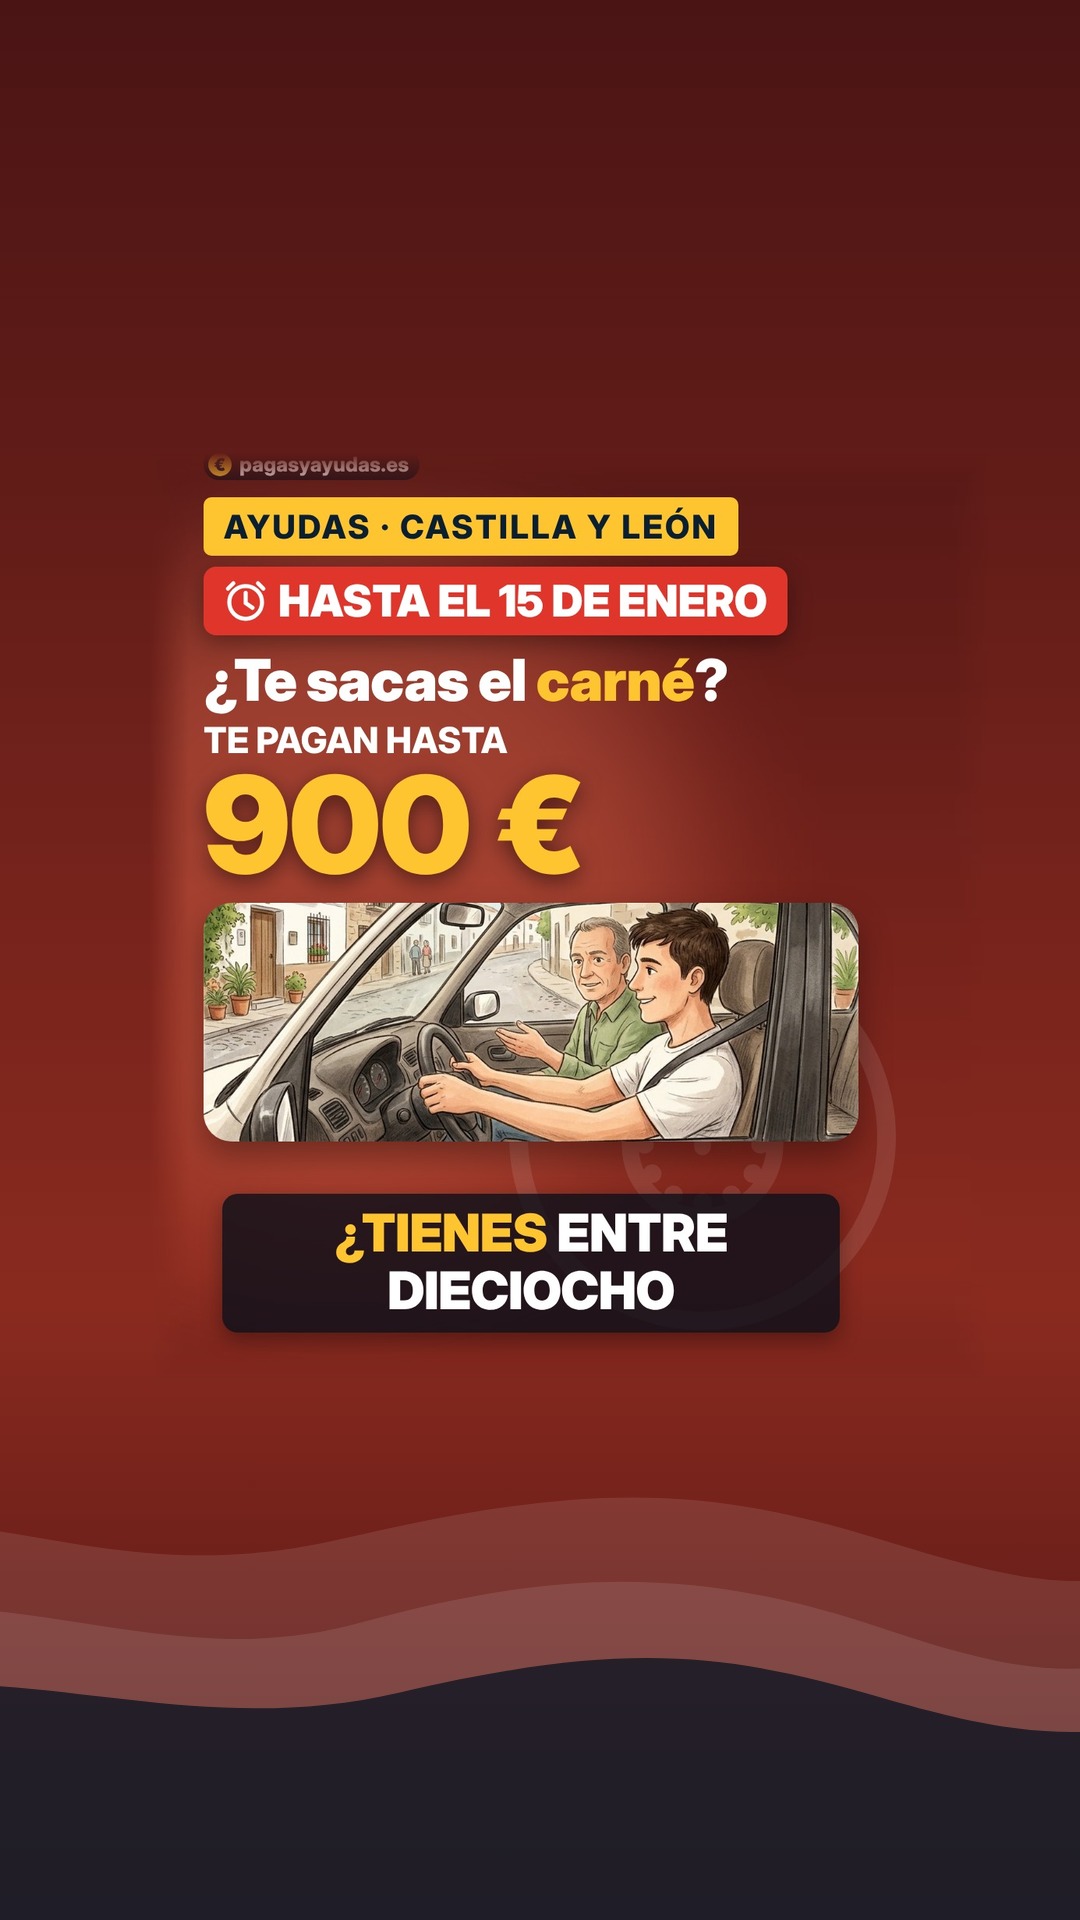 € pagasyayudas.es
AYUDAS · CASTILLA Y LEÓN
HASTA EL 15 DE ENERO
¿Te sacas el carné?
TE PAGAN HASTA
900 €
¿TIENES ENTRE
DIECIOCHO